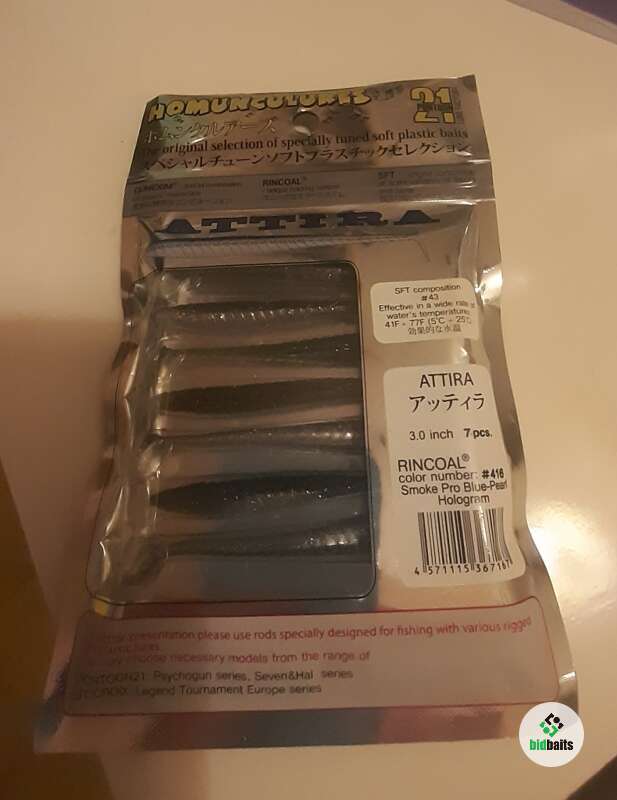 HOMUNCULURES
ホムンクルアーズ
21
The original selection of specially tuned soft plastic baits
スペシャルチューンソフトプラスチックセレクション
RINCOAL®
SFT
ATTIRA
SFT composition
#43
Effective in a wide
water's temperature
41F - 77F (5℃ - 25℃
効果的な水温
ATTIRA
アッティラ
3.0 inch 7 pcs.
RINCOAL®
color number: #416
Smoke Pro Blue-Pearl
Hologram
4 571115 36716
presentation please use rods specially designed for fishing with various rigged
choose necessary models from the range of
Psychogun series, Seven&Half series
Legend Tournament Europe series
bidbaits